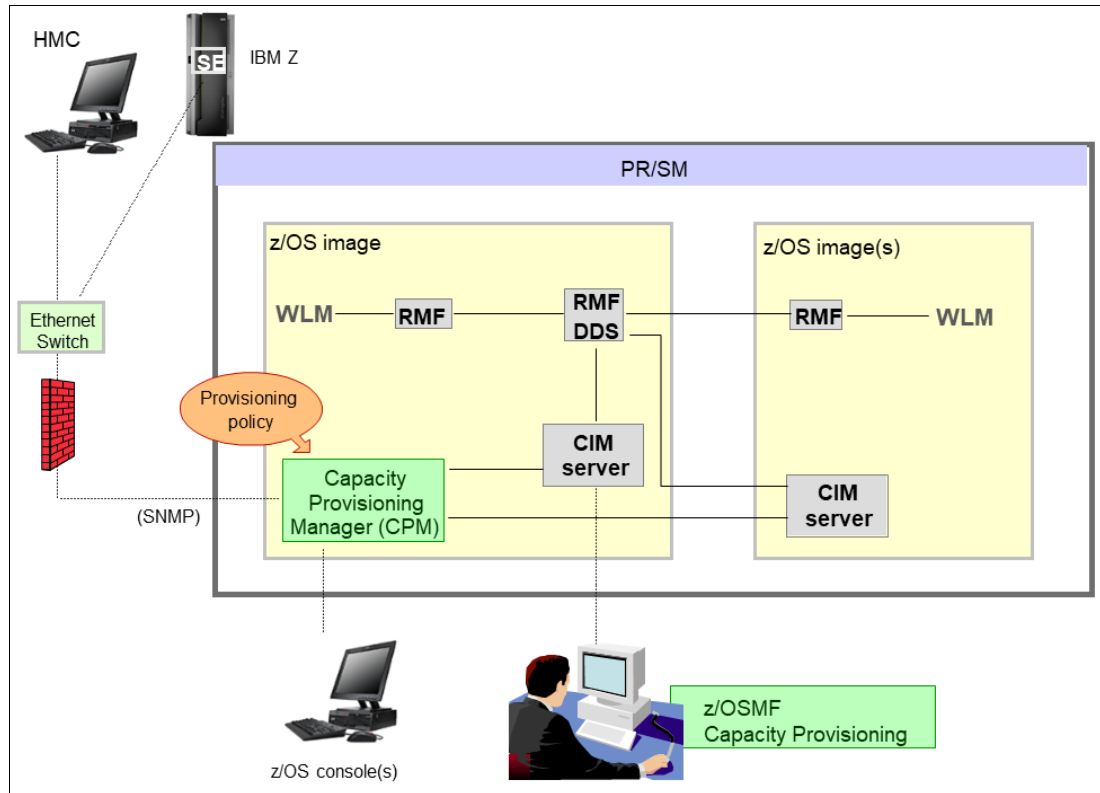 HMC
SE
IBM Z
PR/SM
z/OS image
z/OS image(s)
WLM
RMF
RMF
DDS
RMF
WLM
Ethernet
Switch
Provisioning
policy
CIM
server
Capacity
Provisioning
Manager (CPM)
CIM
server
(SNMP)
z/OSMF
Capacity Provisioning
z/OS console(s)